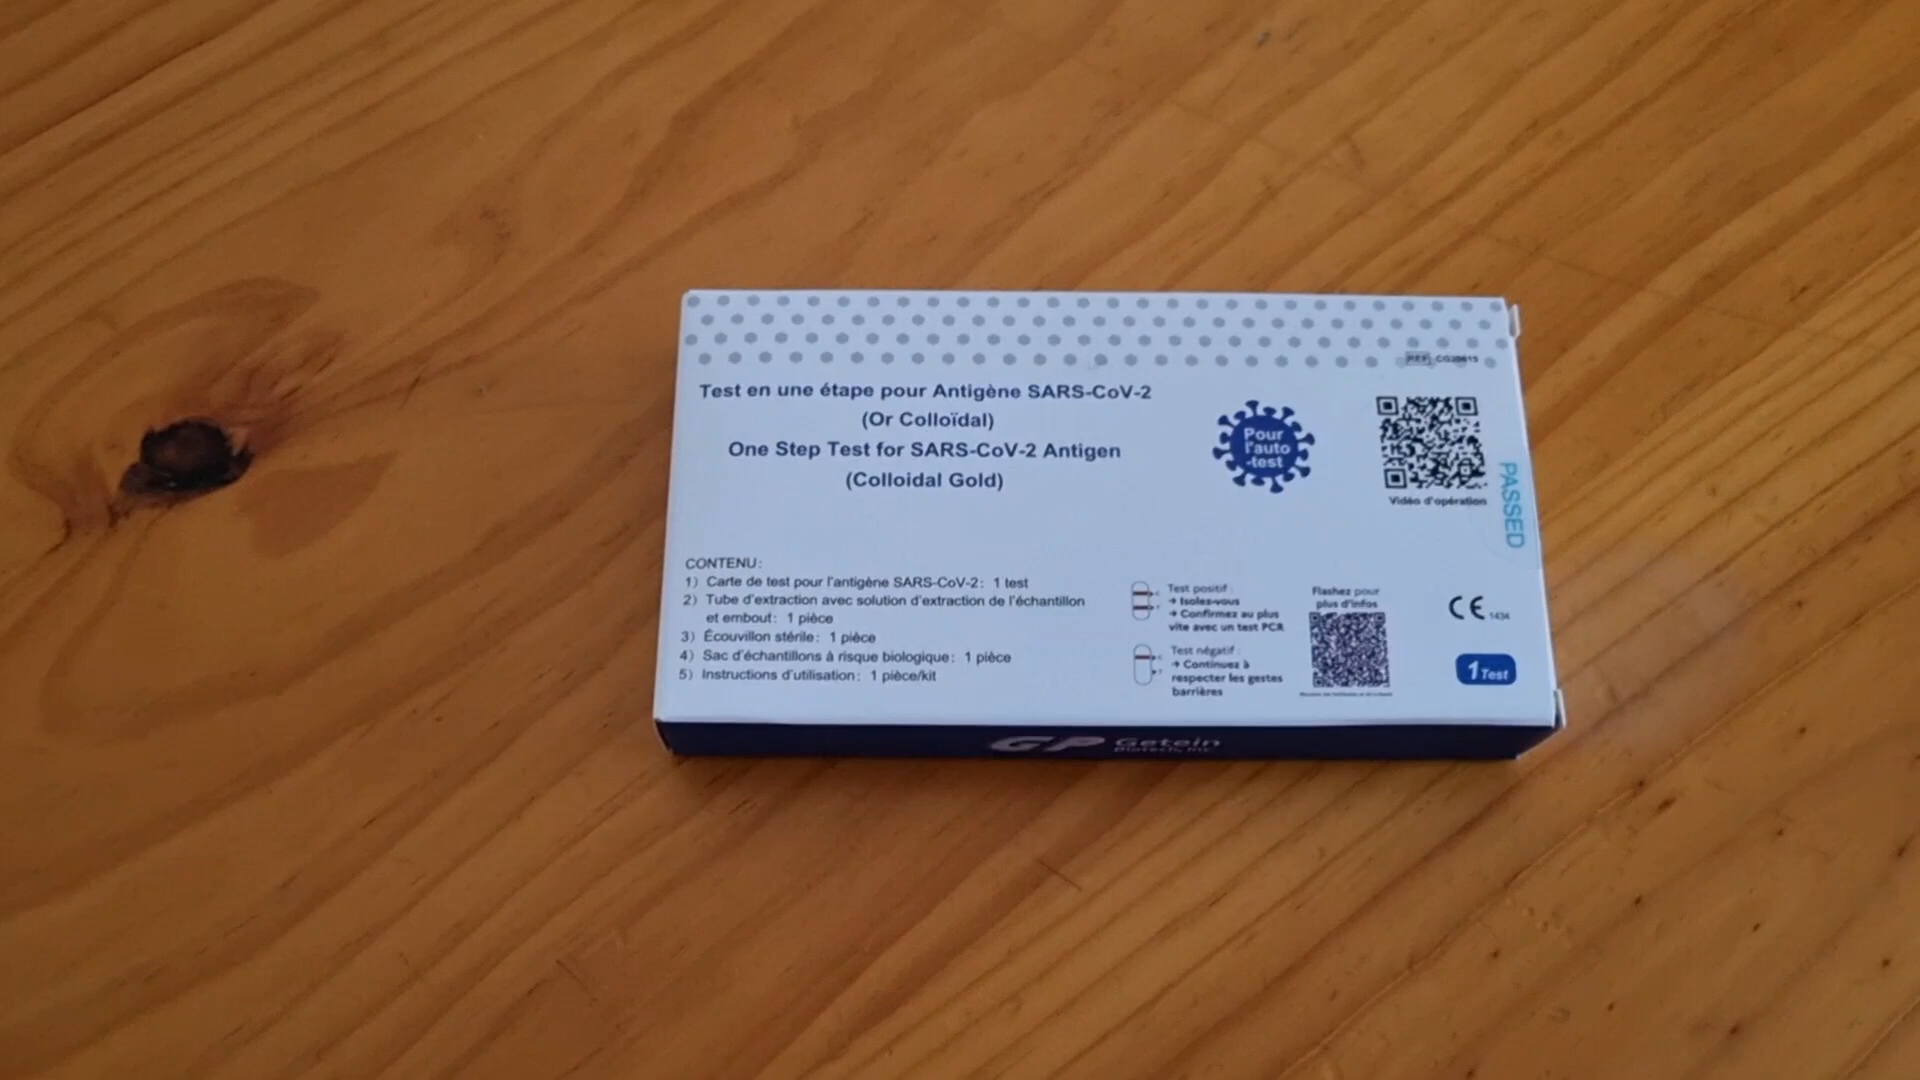 REF CG20615
Test en une étape pour Antigène SARS-CoV-2
(Or Colloïdal)
One Step Test for SARS-CoV-2 Antigen
(Colloidal Gold)
Pour
l'auto
-test
Vidéo d'opération
PASSED
CONTENU:
1) Carte de test pour l'antigène SARS-CoV-2: 1 test
2) Tube d'extraction avec solution d'extraction de l'échantillon
et embout: 1 pièce
3) Écouvillon stérile: 1 pièce
4) Sac d'échantillons à risque biologique: 1 pièce
5) Instructions d'utilisation: 1 pièce/kit
Test positif :
→ Isolez-vous
→ Confirmez au plus
vite avec un test PCR
Test négatif :
→ Continuez à
respecter les gestes
barrières
Flashez pour
plus d'infos
CE 1434
1 Test
GP Getein
Biotech, Inc.